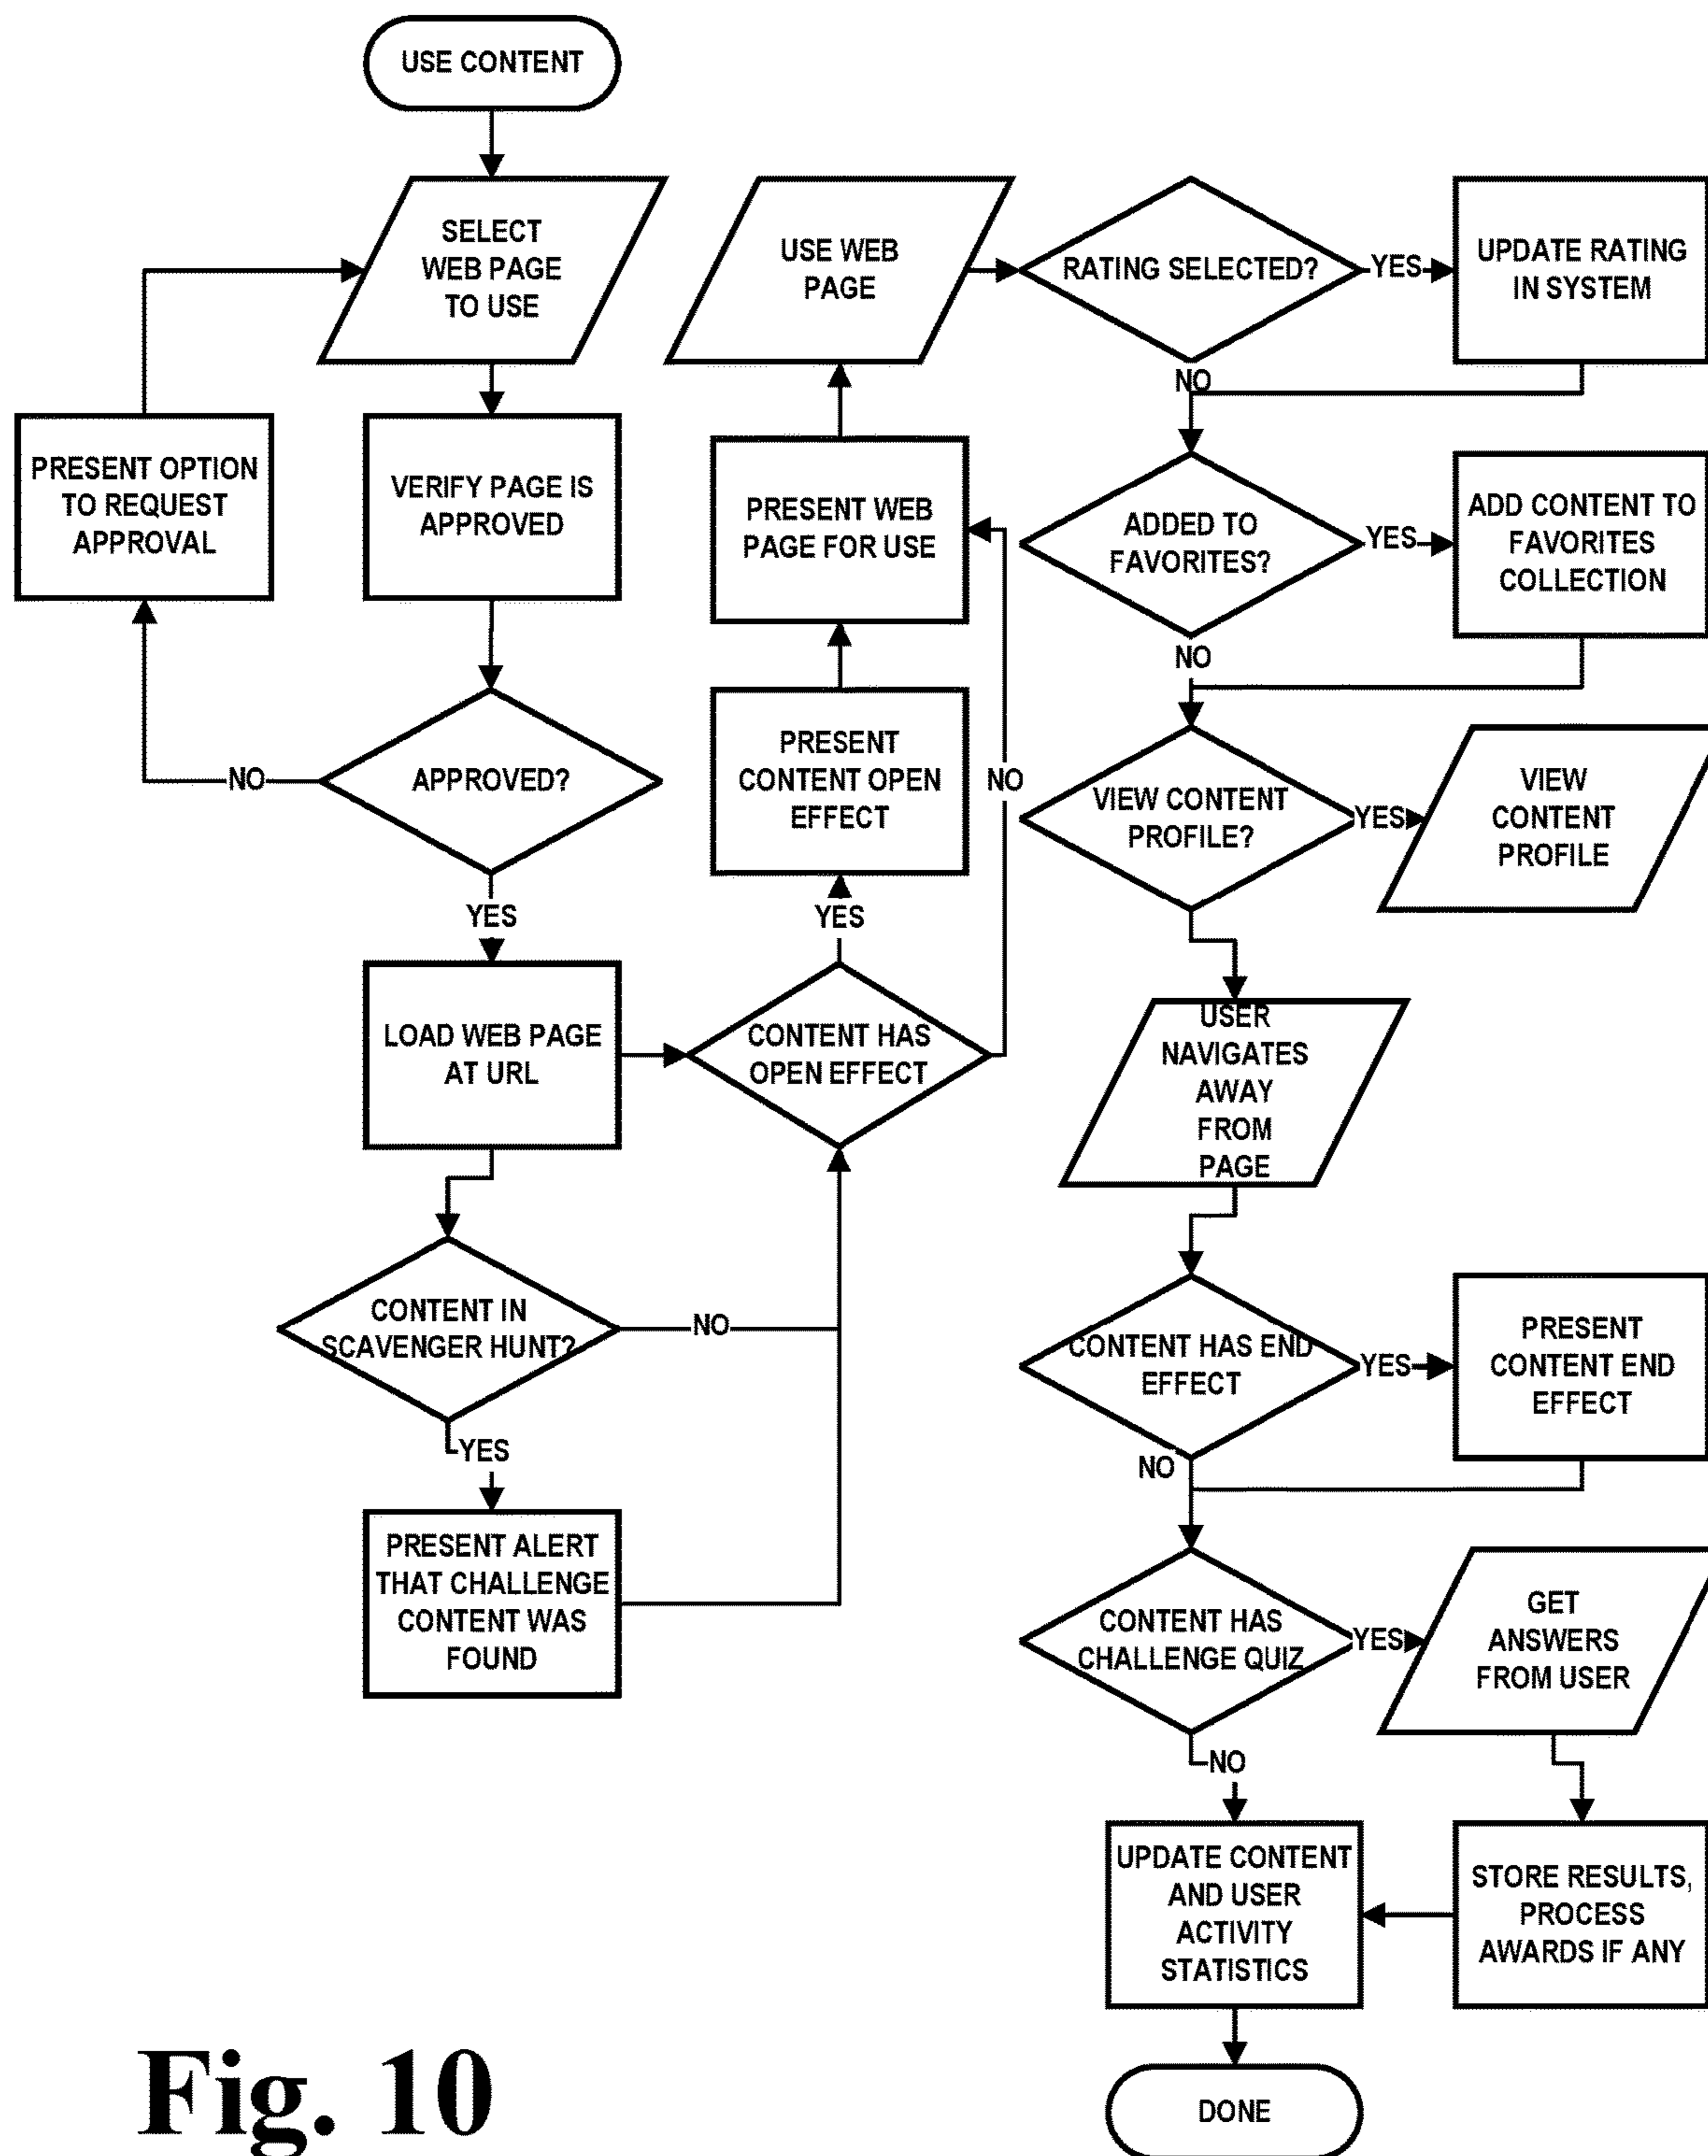 USE CONTENT
SELECT
WEB PAGE
TO USE
PRESENT OPTION
TO REQUEST
APPROVAL
VERIFY PAGE IS
APPROVED
APPROVED?
NO
YES
LOAD WEB PAGE
AT URL
CONTENT IN
SCAVENGER HUNT?
NO
YES
PRESENT ALERT
THAT CHALLENGE
CONTENT WAS
FOUND
CONTENT HAS
OPEN EFFECT
YES
NO
PRESENT
CONTENT OPEN
EFFECT
PRESENT WEB
PAGE FOR USE
USE WEB
PAGE
RATING SELECTED?
YES
UPDATE RATING
IN SYSTEM
NO
ADDED TO
FAVORITES?
YES
ADD CONTENT TO
FAVORITES
COLLECTION
NO
VIEW CONTENT
PROFILE?
YES
VIEW
CONTENT
PROFILE
USER
NAVIGATES
AWAY
FROM
PAGE
CONTENT HAS END
EFFECT
YES
PRESENT
CONTENT END
EFFECT
NO
CONTENT HAS
CHALLENGE QUIZ
YES
GET
ANSWERS
FROM USER
NO
UPDATE CONTENT
AND USER
ACTIVITY
STATISTICS
STORE RESULTS,
PROCESS
AWARDS IF ANY
DONE
Fig. 10